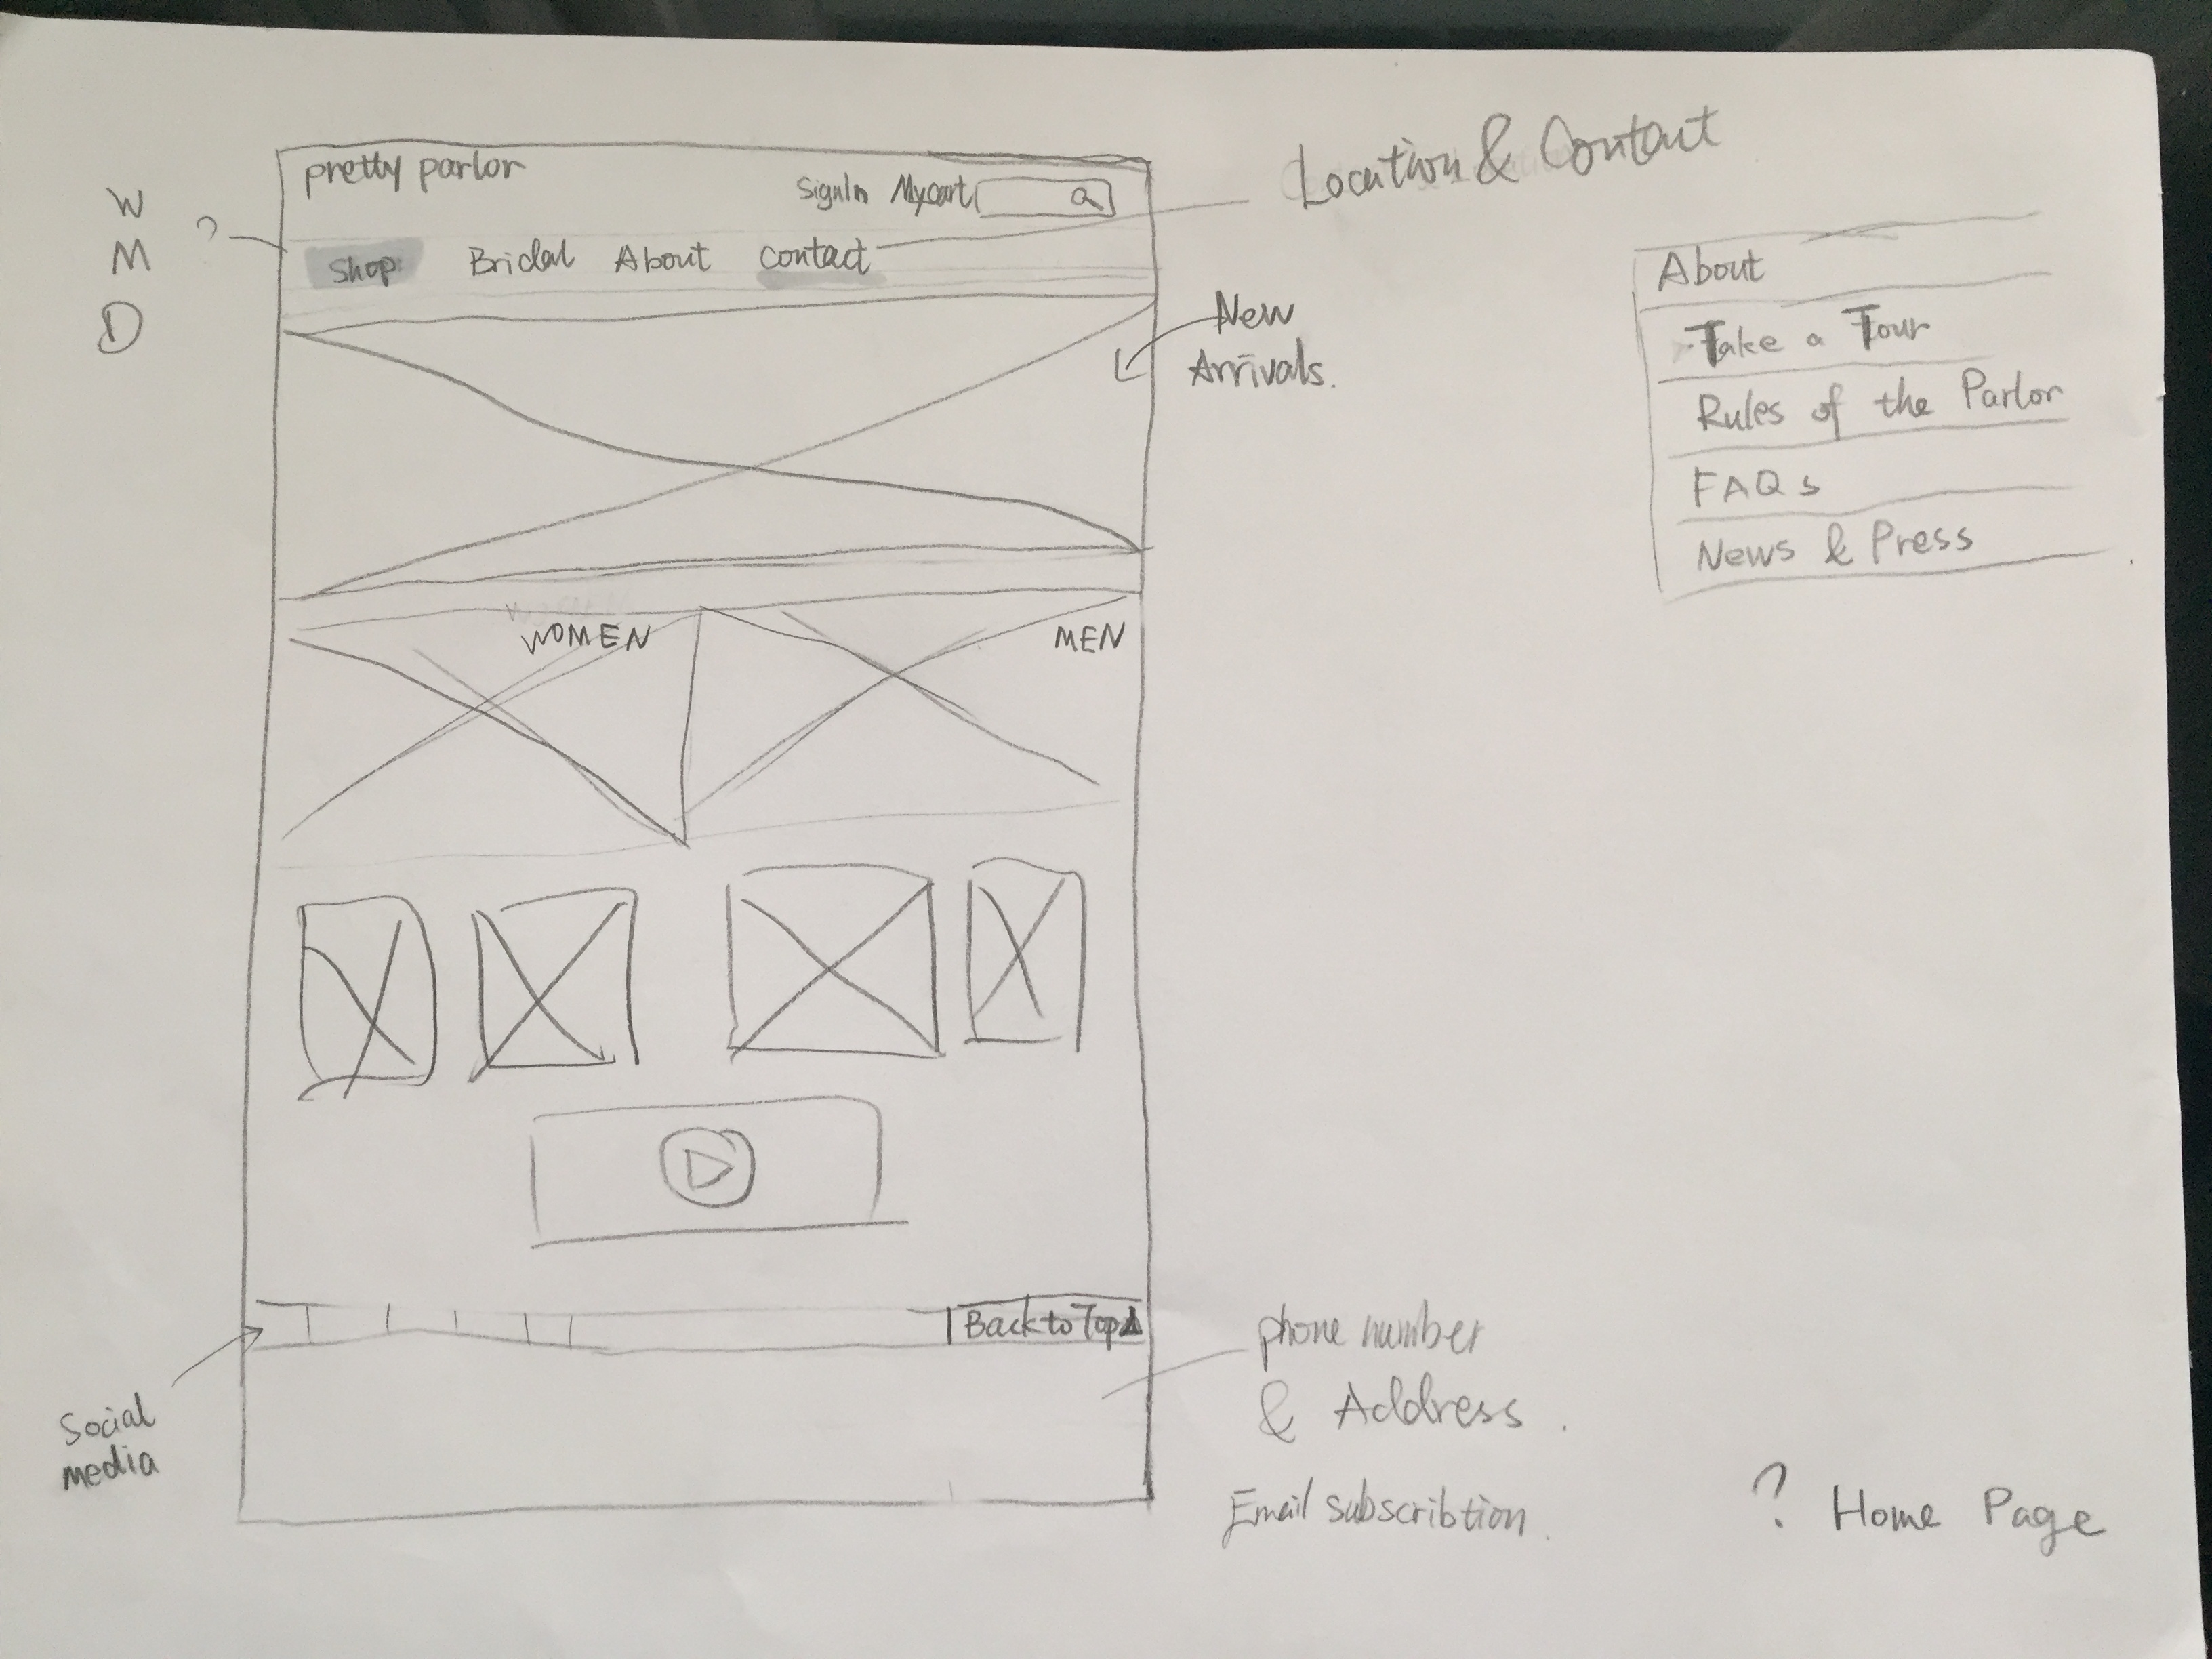 Location & Contact
pretty parlor
SignIn Mycart
W
M
D
?
Shop Bridal About Contact
New
Arrivals.
About
Take a Tour
Rules of the Parlor
FAQs
News & Press
WOMEN MEN
Back to Top
Social
media
phone number
& Address.
Email subscribtion.
? Home Page